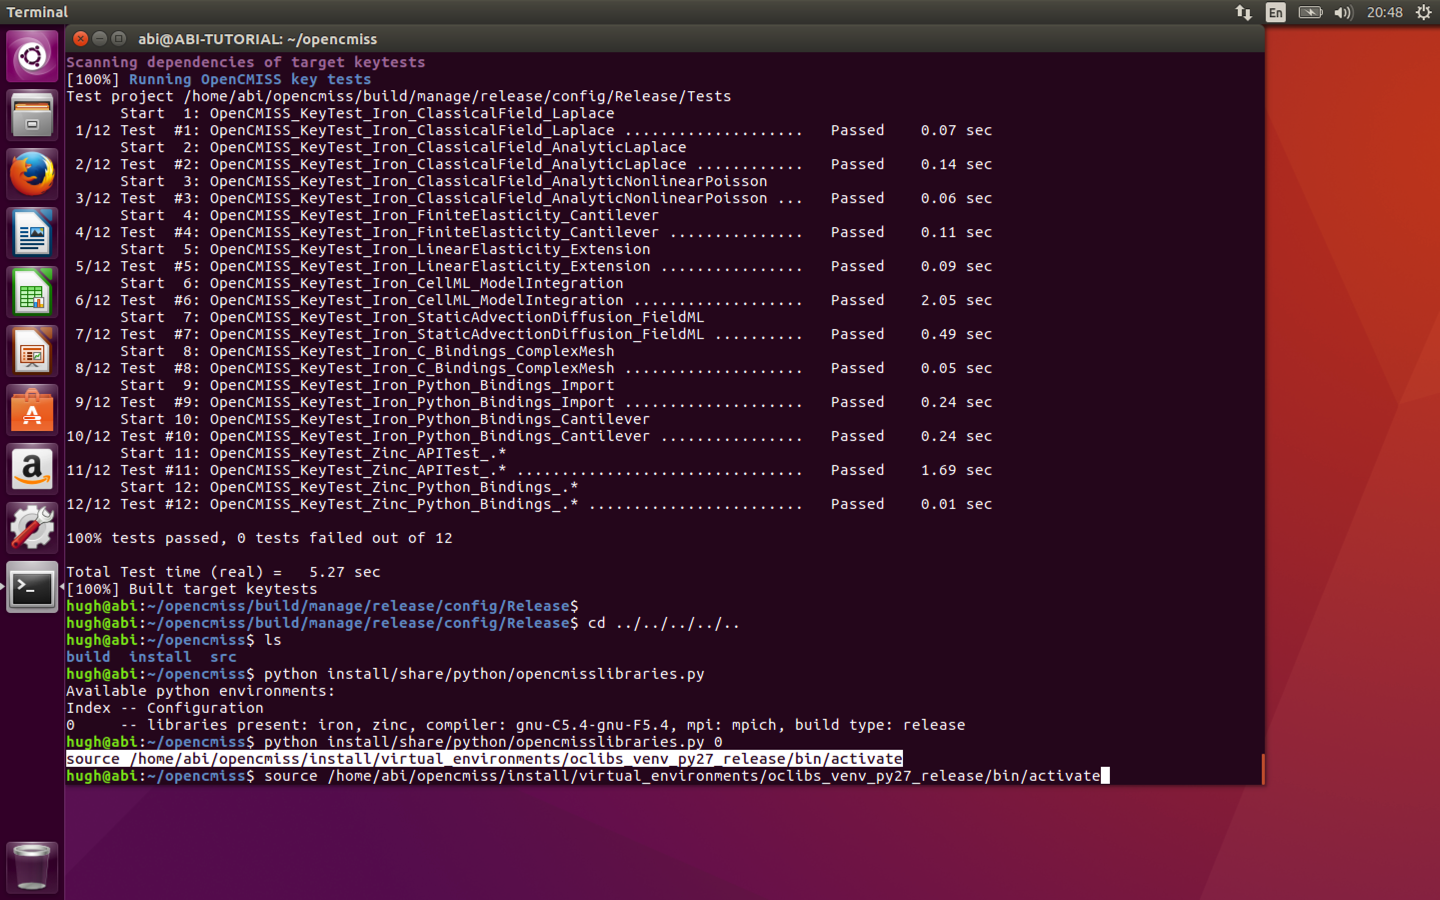 Terminal
En
20:48
abi@ABI-TUTORIAL: ~/opencmiss
Scanning dependencies of target keytests
[100%] Running OpenCMISS key tests
Test project /home/abi/opencmiss/build/manage/release/config/Release/Tests
      Start  1: OpenCMISS_KeyTest_Iron_ClassicalField_Laplace
 1/12 Test  #1: OpenCMISS_KeyTest_Iron_ClassicalField_Laplace ....................   Passed    0.07 sec
      Start  2: OpenCMISS_KeyTest_Iron_ClassicalField_AnalyticLaplace
 2/12 Test  #2: OpenCMISS_KeyTest_Iron_ClassicalField_AnalyticLaplace ............   Passed    0.14 sec
      Start  3: OpenCMISS_KeyTest_Iron_ClassicalField_AnalyticNonlinearPoisson
 3/12 Test  #3: OpenCMISS_KeyTest_Iron_ClassicalField_AnalyticNonlinearPoisson ...   Passed    0.06 sec
      Start  4: OpenCMISS_KeyTest_Iron_FiniteElasticity_Cantilever
 4/12 Test  #4: OpenCMISS_KeyTest_Iron_FiniteElasticity_Cantilever ...............   Passed    0.11 sec
      Start  5: OpenCMISS_KeyTest_Iron_LinearElasticity_Extension
 5/12 Test  #5: OpenCMISS_KeyTest_Iron_LinearElasticity_Extension ................   Passed    0.09 sec
      Start  6: OpenCMISS_KeyTest_Iron_CellML_ModelIntegration
 6/12 Test  #6: OpenCMISS_KeyTest_Iron_CellML_ModelIntegration ...................   Passed    2.05 sec
      Start  7: OpenCMISS_KeyTest_Iron_StaticAdvectionDiffusion_FieldML
 7/12 Test  #7: OpenCMISS_KeyTest_Iron_StaticAdvectionDiffusion_FieldML ..........   Passed    0.49 sec
      Start  8: OpenCMISS_KeyTest_Iron_C_Bindings_ComplexMesh
 8/12 Test  #8: OpenCMISS_KeyTest_Iron_C_Bindings_ComplexMesh ....................   Passed    0.05 sec
      Start  9: OpenCMISS_KeyTest_Iron_Python_Bindings_Import
 9/12 Test  #9: OpenCMISS_KeyTest_Iron_Python_Bindings_Import ....................   Passed    0.24 sec
      Start 10: OpenCMISS_KeyTest_Iron_Python_Bindings_Cantilever
10/12 Test #10: OpenCMISS_KeyTest_Iron_Python_Bindings_Cantilever ................   Passed    0.24 sec
      Start 11: OpenCMISS_KeyTest_Zinc_APITest_.*
11/12 Test #11: OpenCMISS_KeyTest_Zinc_APITest_.* ................................   Passed    1.69 sec
      Start 12: OpenCMISS_KeyTest_Zinc_Python_Bindings_.*
12/12 Test #12: OpenCMISS_KeyTest_Zinc_Python_Bindings_.* ........................   Passed    0.01 sec
100% tests passed, 0 tests failed out of 12
Total Test time (real) =   5.27 sec
[100%] Built target keytests
hugh@abi:~/opencmiss/build/manage/release/config/Release$
hugh@abi:~/opencmiss/build/manage/release/config/Release$ cd ../../../../..
hugh@abi:~/opencmiss$ ls
build  install  src
hugh@abi:~/opencmiss$ python install/share/python/opencmisslibraries.py
Available python environments:
Index -- Configuration
0     -- libraries present: iron, zinc, compiler: gnu-C5.4-gnu-F5.4, mpi: mpich, build type: release
hugh@abi:~/opencmiss$ python install/share/python/opencmisslibraries.py 0
source /home/abi/opencmiss/install/virtual_environments/oclibs_venv_py27_release/bin/activate
hugh@abi:~/opencmiss$ source /home/abi/opencmiss/install/virtual_environments/oclibs_venv_py27_release/bin/activate